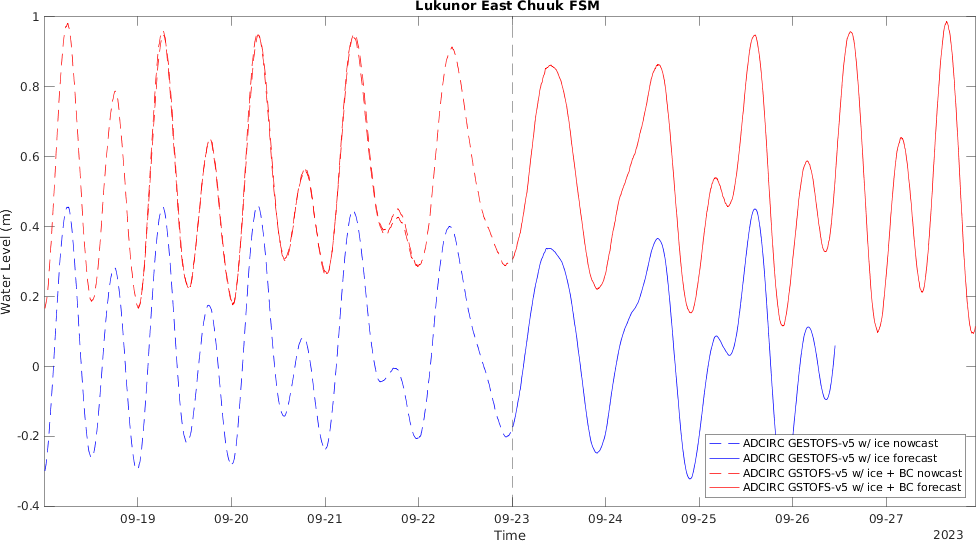 Lukunor East Chuuk FSM
1
0.8
0.6
0.4
0.2
0
-0.2
-0.4
Water Level (m)
ADCIRC GESTOFS-v5 w/ ice nowcast
ADCIRC GESTOFS-v5 w/ ice forecast
ADCIRC GSTOFS-v5 w/ ice + BC nowcast
ADCIRC GSTOFS-v5 w/ ice + BC forecast
09-19 09-20 09-21 09-22 09-23 09-24 09-25 09-26 09-27
Time
2023